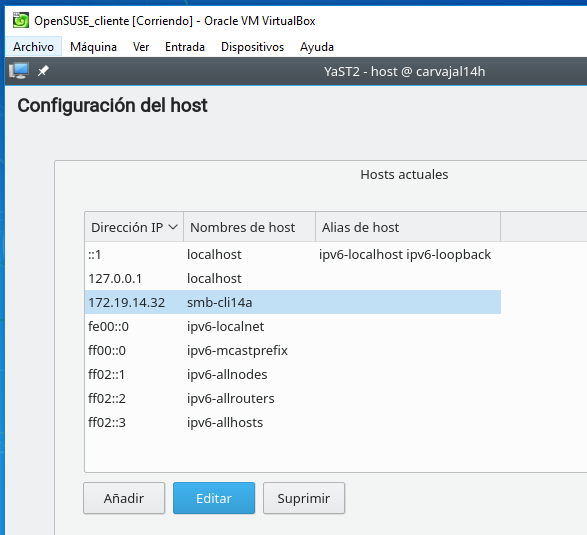 OpenSUSE_cliente [Corriendo] - Oracle VM VirtualBox
Archivo Máquina Ver Entrada Dispositivos Ayuda
YaST2 - host @ carvajal14h
Configuración del host
Hosts actuales
Dirección IP Nombres de host Alias de host
::1 localhost ipv6-localhost ipv6-loopback
127.0.0.1 localhost
172.19.14.32 smb-cli14a
fe00::0 ipv6-localnet
ff00::0 ipv6-mcastprefix
ff02::1 ipv6-allnodes
ff02::2 ipv6-allrouters
ff02::3 ipv6-allhosts
Añadir Editar Suprimir